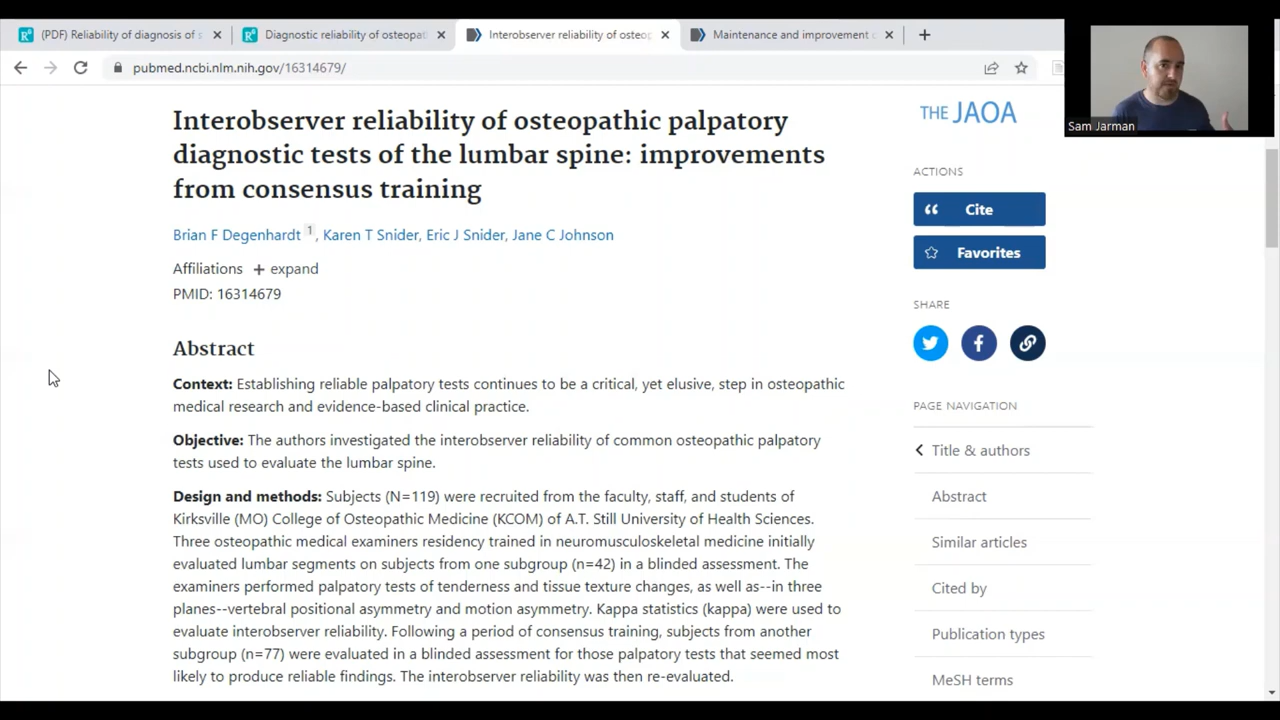 (PDF) Reliability of diagnosis of s
Diagnostic reliability of osteopat
Interobserver reliability of osteop
Maintenance and improvement
pubmed.ncbi.nlm.nih.gov/16314679/
Sam Jarman
Interobserver reliability of osteopathic palpatory
diagnostic tests of the lumbar spine: improvements
from consensus training
Brian F Degenhardt 1, Karen T Snider, Eric J Snider, Jane C Johnson
Affiliations + expand
PMID: 16314679
Abstract
Context: Establishing reliable palpatory tests continues to be a critical, yet elusive, step in osteopathic
medical research and evidence-based clinical practice.
Objective: The authors investigated the interobserver reliability of common osteopathic palpatory
tests used to evaluate the lumbar spine.
Design and methods: Subjects (N=119) were recruited from the faculty, staff, and students of
Kirksville (MO) College of Osteopathic Medicine (KCOM) of A.T. Still University of Health Sciences.
Three osteopathic medical examiners residency trained in neuromusculoskeletal medicine initially
evaluated lumbar segments on subjects from one subgroup (n=42) in a blinded assessment. The
examiners performed palpatory tests of tenderness and tissue texture changes, as well as--in three
planes--vertebral positional asymmetry and motion asymmetry. Kappa statistics (kappa) were used to
evaluate interobserver reliability. Following a period of consensus training, subjects from another
subgroup (n=77) were evaluated in a blinded assessment for those palpatory tests that seemed most
likely to produce reliable findings. The interobserver reliability was then re-evaluated.
THE JAOA
ACTIONS
Cite
Favorites
SHARE
PAGE NAVIGATION
Title & authors
Abstract
Similar articles
Cited by
Publication types
MeSH terms